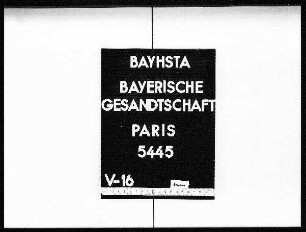 BAYHSTA
BAYERISCHE
GESANDTSCHAFT
PARIS
5445
V-16